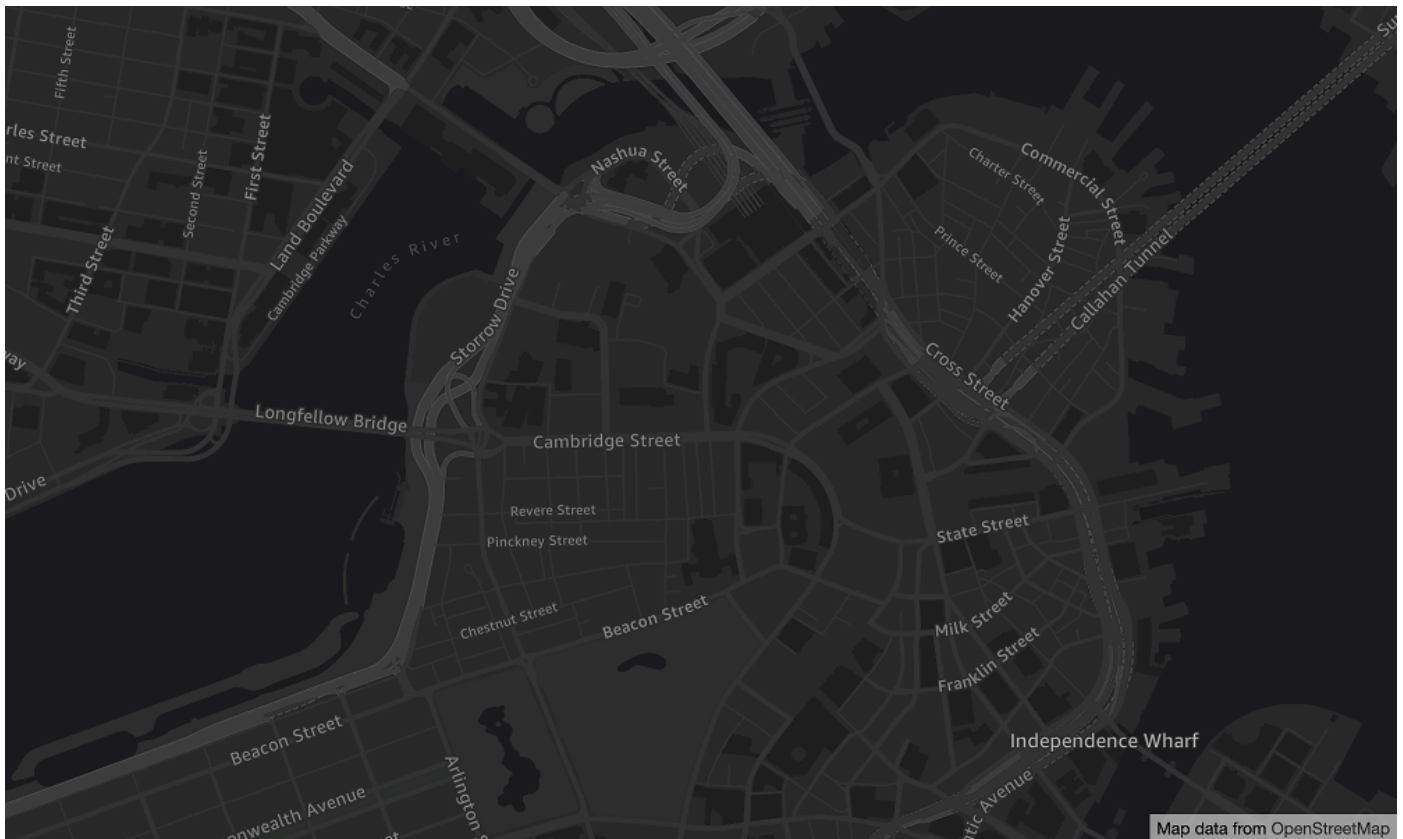 Fifth Street
rles Street
nt Street
First Street
Second Street
Land Boulevard
Cambridge Parkway
Third Street
way
Charles River
Nashua Street
Storrow Drive
Longfellow Bridge
Cambridge Street
Drive
Revere Street
Pinckney Street
Chestnut Street
Beacon Street
Beacon Street
onwealth Avenue
Arlington S
Charter Street
Commercial Street
Prince Street
Hanover Street
Callahan Tunnel
Su
Cross Street
State Street
Milk Street
Franklin Street
Independence Wharf
tic Avenue
Map data from OpenStreetMap